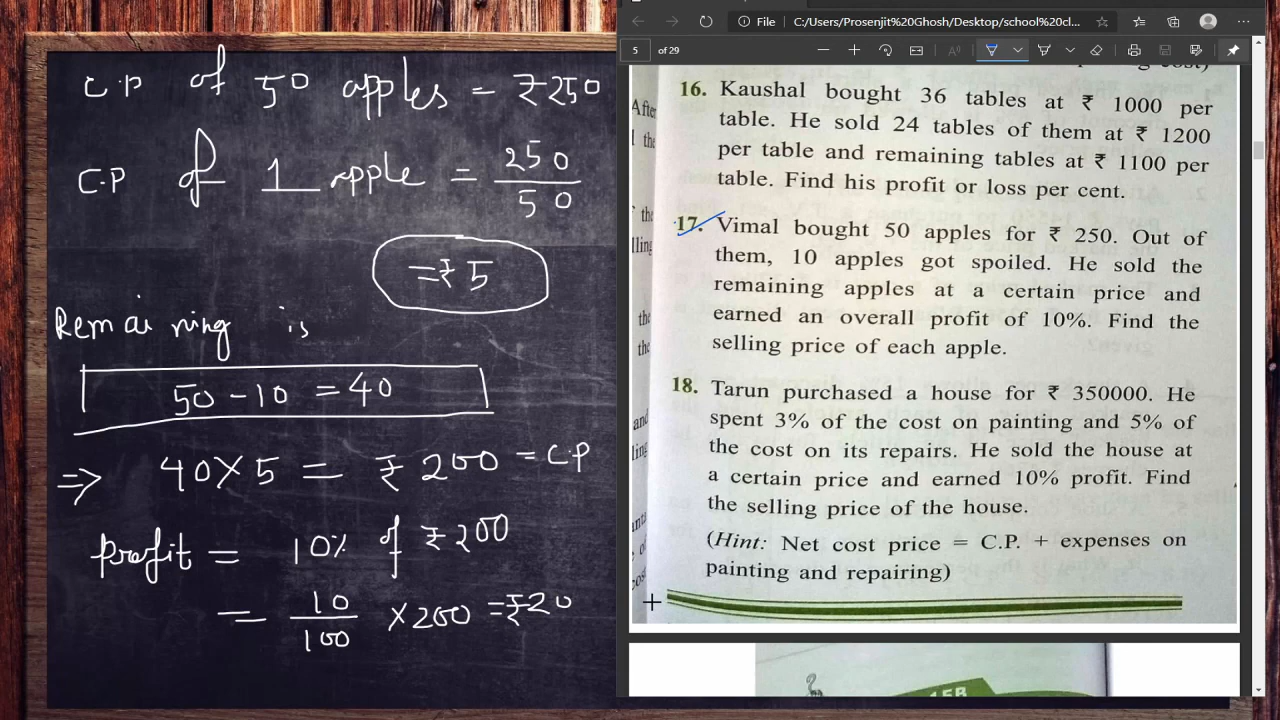 C.P of 50 apples = ₹250
C.P of 1 apple = 250/50
=₹5
Remaining is
50-10 = 40
⇒ 40×5 = ₹200 = CP
Profit = 10% of ₹200
= 10/100 ×200 =₹20
File C:/Users/Prosenjit%20Ghosh/Desktop/school%20cl...
5 of 29
16. Kaushal bought 36 tables at ₹ 1000 per
table. He sold 24 tables of them at ₹ 1200
per table and remaining tables at ₹ 1100 per
table. Find his profit or loss per cent.
17. Vimal bought 50 apples for ₹ 250. Out of
them, 10 apples got spoiled. He sold the
remaining apples at a certain price and
earned an overall profit of 10%. Find the
selling price of each apple.
18. Tarun purchased a house for ₹ 350000. He
spent 3% of the cost on painting and 5% of
the cost on its repairs. He sold the house at
a certain price and earned 10% profit. Find
the selling price of the house.
(Hint: Net cost price = C.P. + expenses on
painting and repairing)
15B